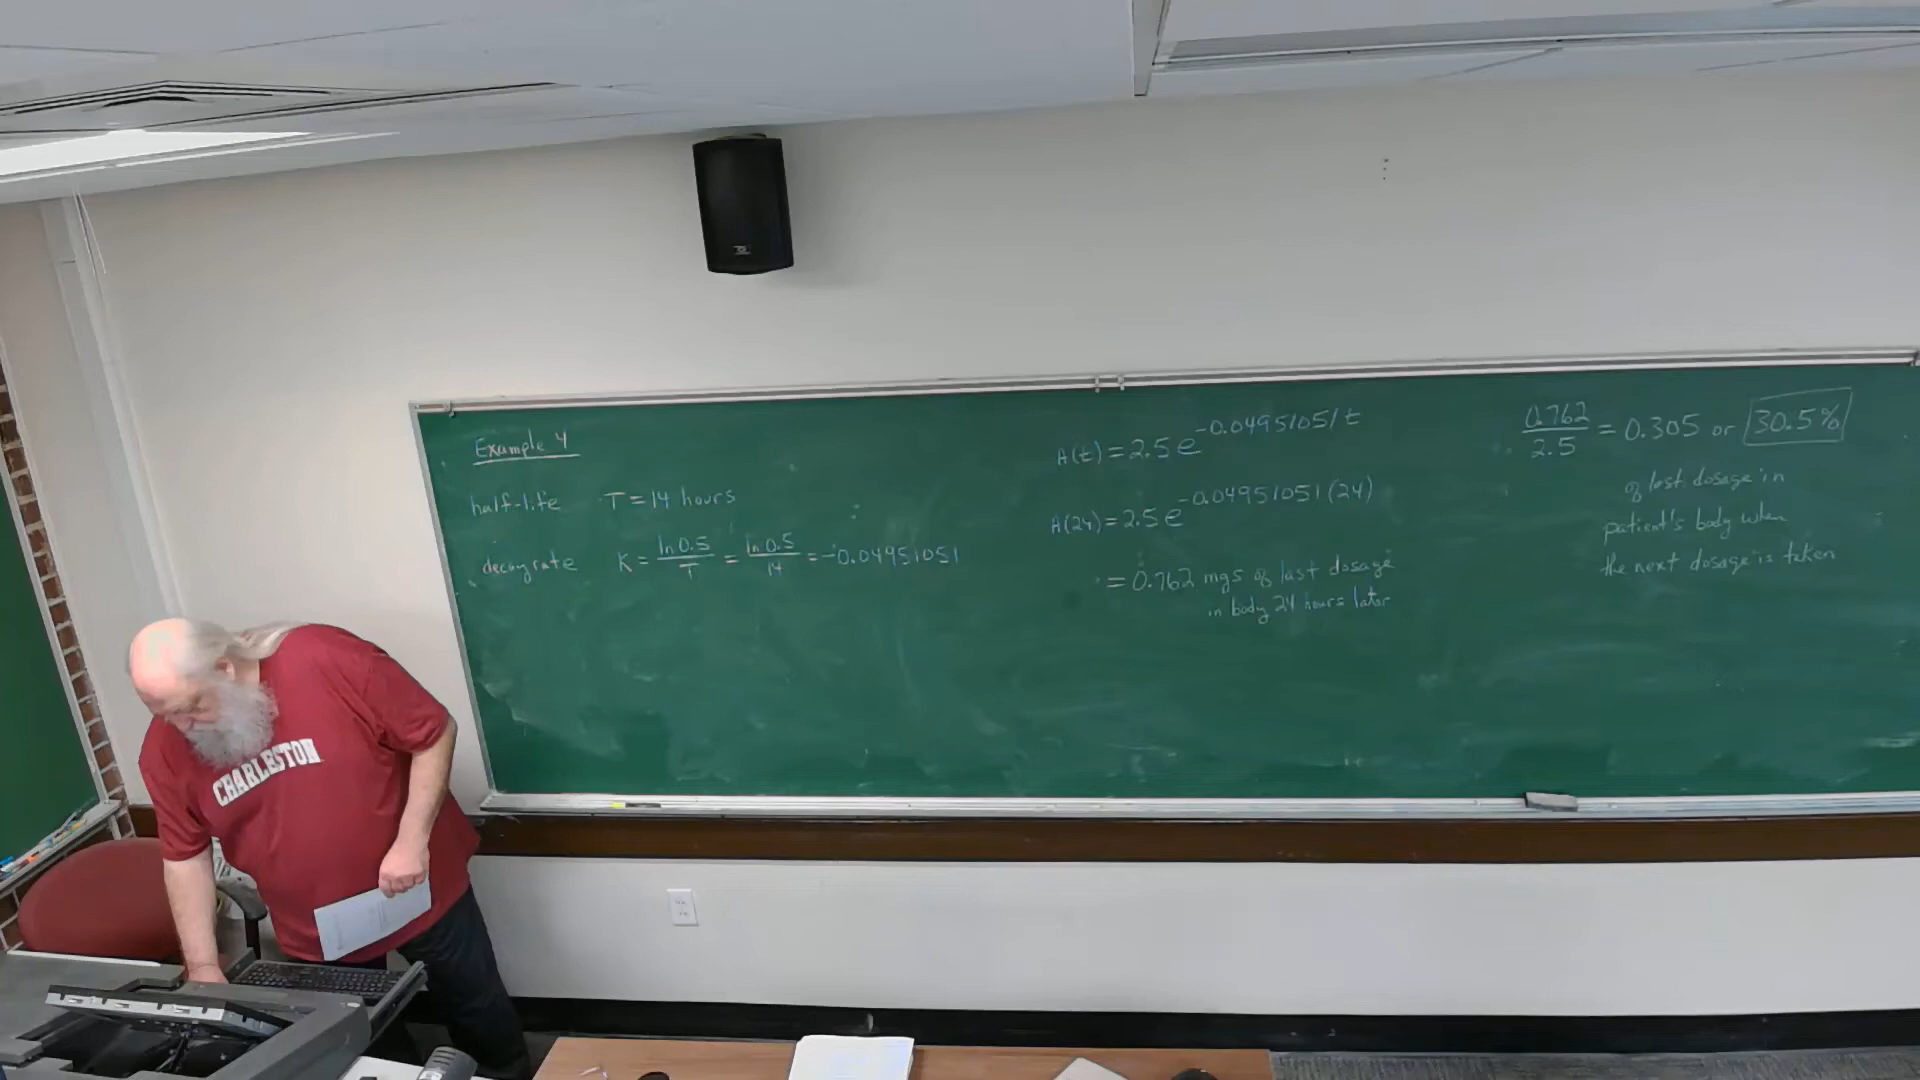 Example 4
half-life T = 14 hours
decay rate K = ln 0.5 / T = ln 0.5 / 14 = -0.04951051
A(t) = 2.5 e^-0.04951051 t
A(24) = 2.5 e^-0.04951051 (24)
= 0.762 mgs of last dosage
in body 24 hours later
0.762 / 2.5 = 0.305 or 30.5%
of last dosage in
patient's body when
the next dosage is taken
CHARLESTON